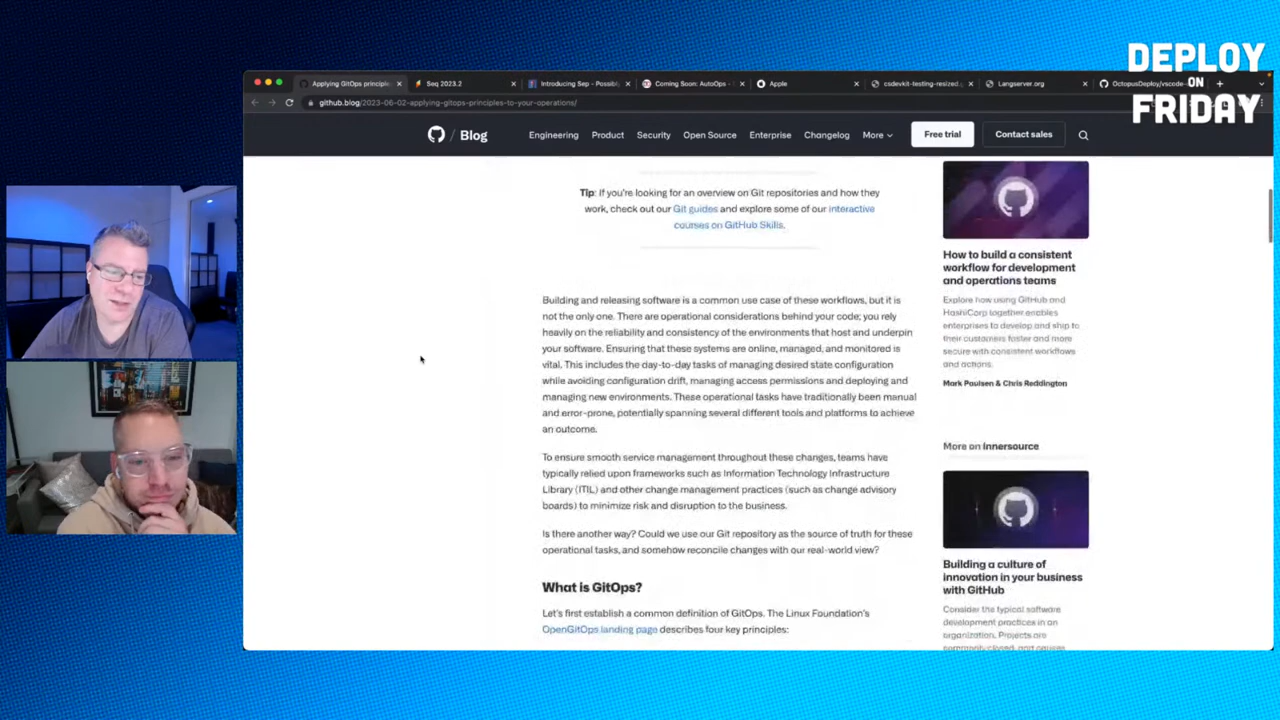 DEPLOY
ON
FRIDAY
Applying GitOps principle
Seq 2023.2
Introducing Sep - Possibl
Coming Soon: AutoOps -
Apple
csdevkit-testing-resized.g
Langserver.org
OctopusDeploy/vscode-
github.blog/2023-06-02-applying-gitops-principles-to-your-operations/
/ Blog
Engineering
Product
Security
Open Source
Enterprise
Changelog
More
Free trial
Contact sales
Tip: If you're looking for an overview on Git repositories and how they
work, check out our Git guides and explore some of our interactive
courses on GitHub Skills.
Building and releasing software is a common use case of these workflows, but it is
not the only one. There are operational considerations behind your code; you rely
heavily on the reliability and consistency of the environments that host and underpin
your software. Ensuring that these systems are online, managed, and monitored is
vital. This includes the day-to-day tasks of managing desired state configuration
while avoiding configuration drift, managing access permissions and deploying and
managing new environments. These operational tasks have traditionally been manual
and error-prone, potentially spanning several different tools and platforms to achieve
an outcome.
To ensure smooth service management throughout these changes, teams have
typically relied upon frameworks such as Information Technology Infrastructure
Library (ITIL) and other change management practices (such as change advisory
boards) to minimize risk and disruption to the business.
Is there another way? Could we use our Git repository as the source of truth for these
operational tasks, and somehow reconcile changes with our real-world view?
What is GitOps?
Let's first establish a common definition of GitOps. The Linux Foundation's
OpenGitOps landing page describes four key principles:
How to build a consistent
workflow for development
and operations teams
Explore how using GitHub and
HashiCorp together enables
enterprises to develop and ship to
their customers faster and more
secure with consistent workflows
and actions.
Mark Paulsen & Chris Reddington
More on innersource
Building a culture of
innovation in your business
with GitHub
Consider the typical software
development practices in an
organization. Projects are
commonly closed, and causes